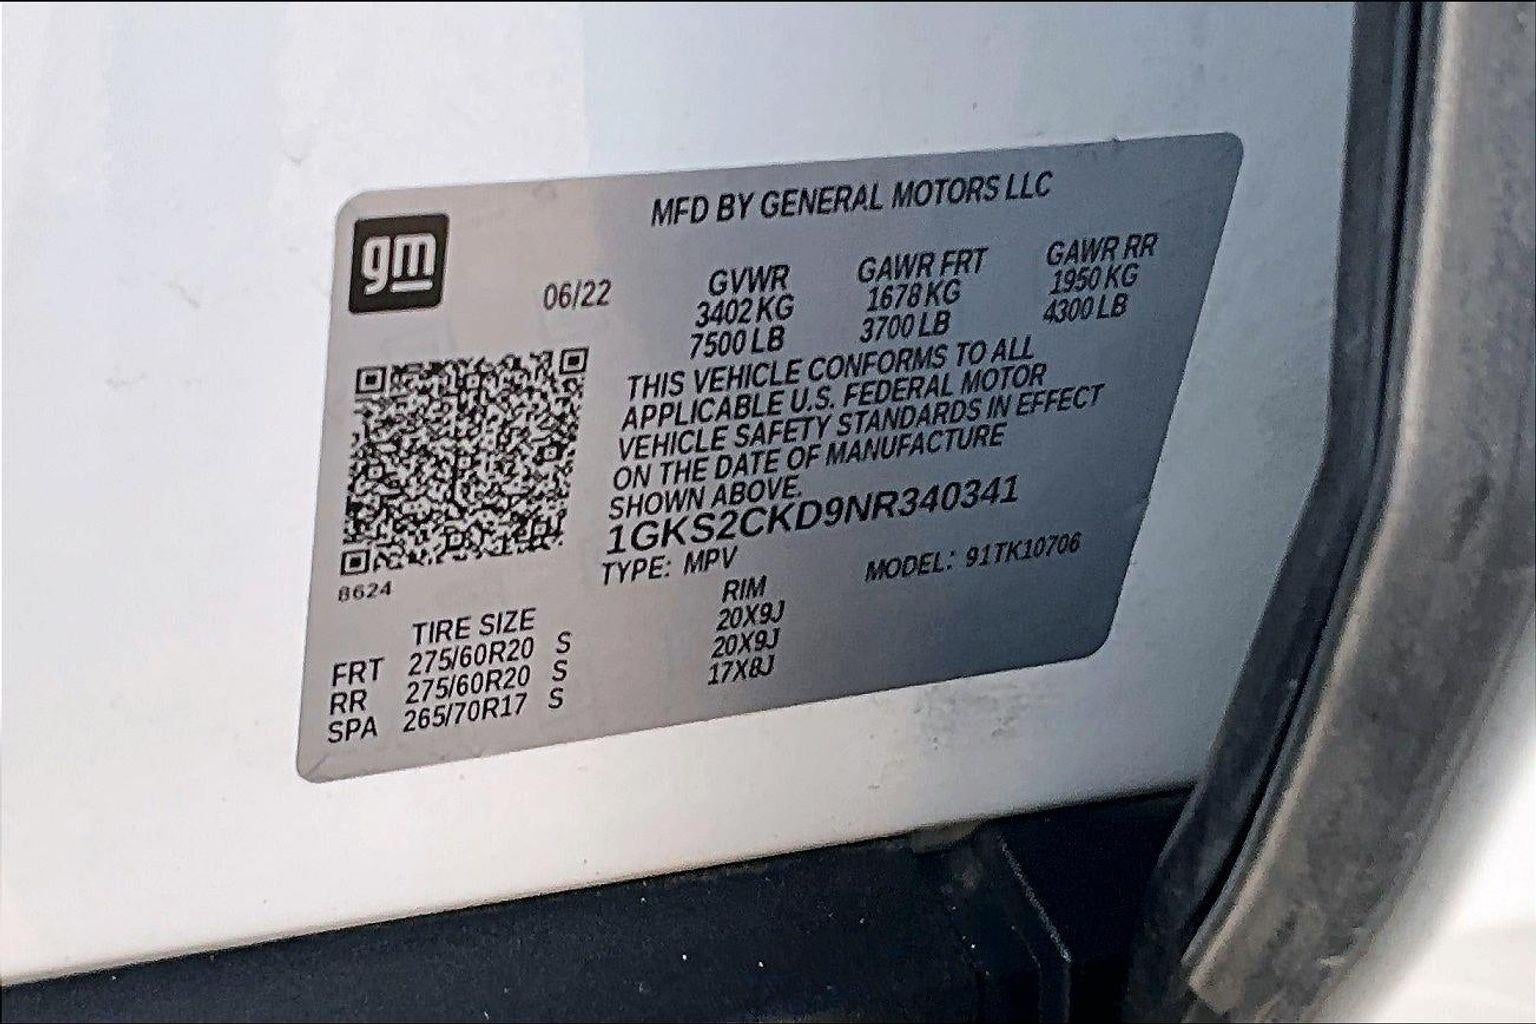 MFD BY GENERAL MOTORS LLC
gm
06/22
GVWR GAWR FRT GAWR RR
3402 KG 1678 KG 1950 KG
7500 LB 3700 LB 4300 LB
THIS VEHICLE CONFORMS TO ALL
APPLICABLE U.S. FEDERAL MOTOR
VEHICLE SAFETY STANDARDS IN EFFECT
ON THE DATE OF MANUFACTURE
SHOWN ABOVE.
1GKS2CKD9NR340341
TYPE: MPV MODEL: 91TK10706
8624
TIRE SIZE RIM
FRT 275/60R20 S 20X9J
RR 275/60R20 S 20X9J
SPA 265/70R17 S 17X8J